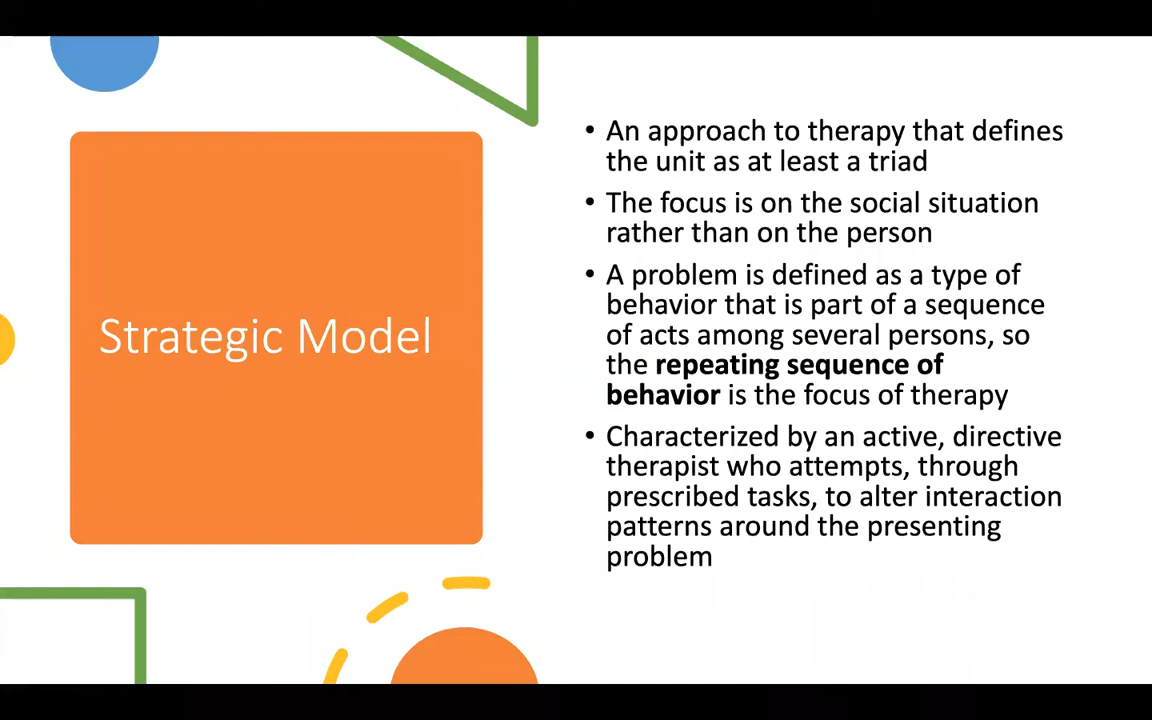 Strategic Model
• An approach to therapy that defines
the unit as at least a triad
• The focus is on the social situation
rather than on the person
• A problem is defined as a type of
behavior that is part of a sequence
of acts among several persons, so
the repeating sequence of
behavior is the focus of therapy
• Characterized by an active, directive
therapist who attempts, through
prescribed tasks, to alter interaction
patterns around the presenting
problem